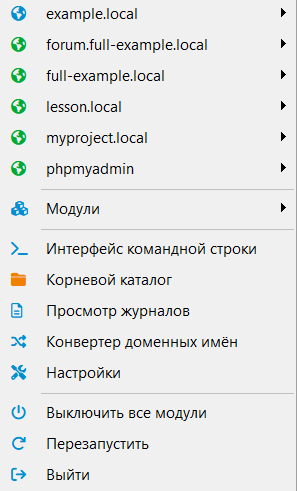 example.local
forum.full-example.local
full-example.local
lesson.local
myproject.local
phpmyadmin
Модули
Интерфейс командной строки
Корневой каталог
Просмотр журналов
Конвертер доменных имён
Настройки
Выключить все модули
Перезапустить
Выйти